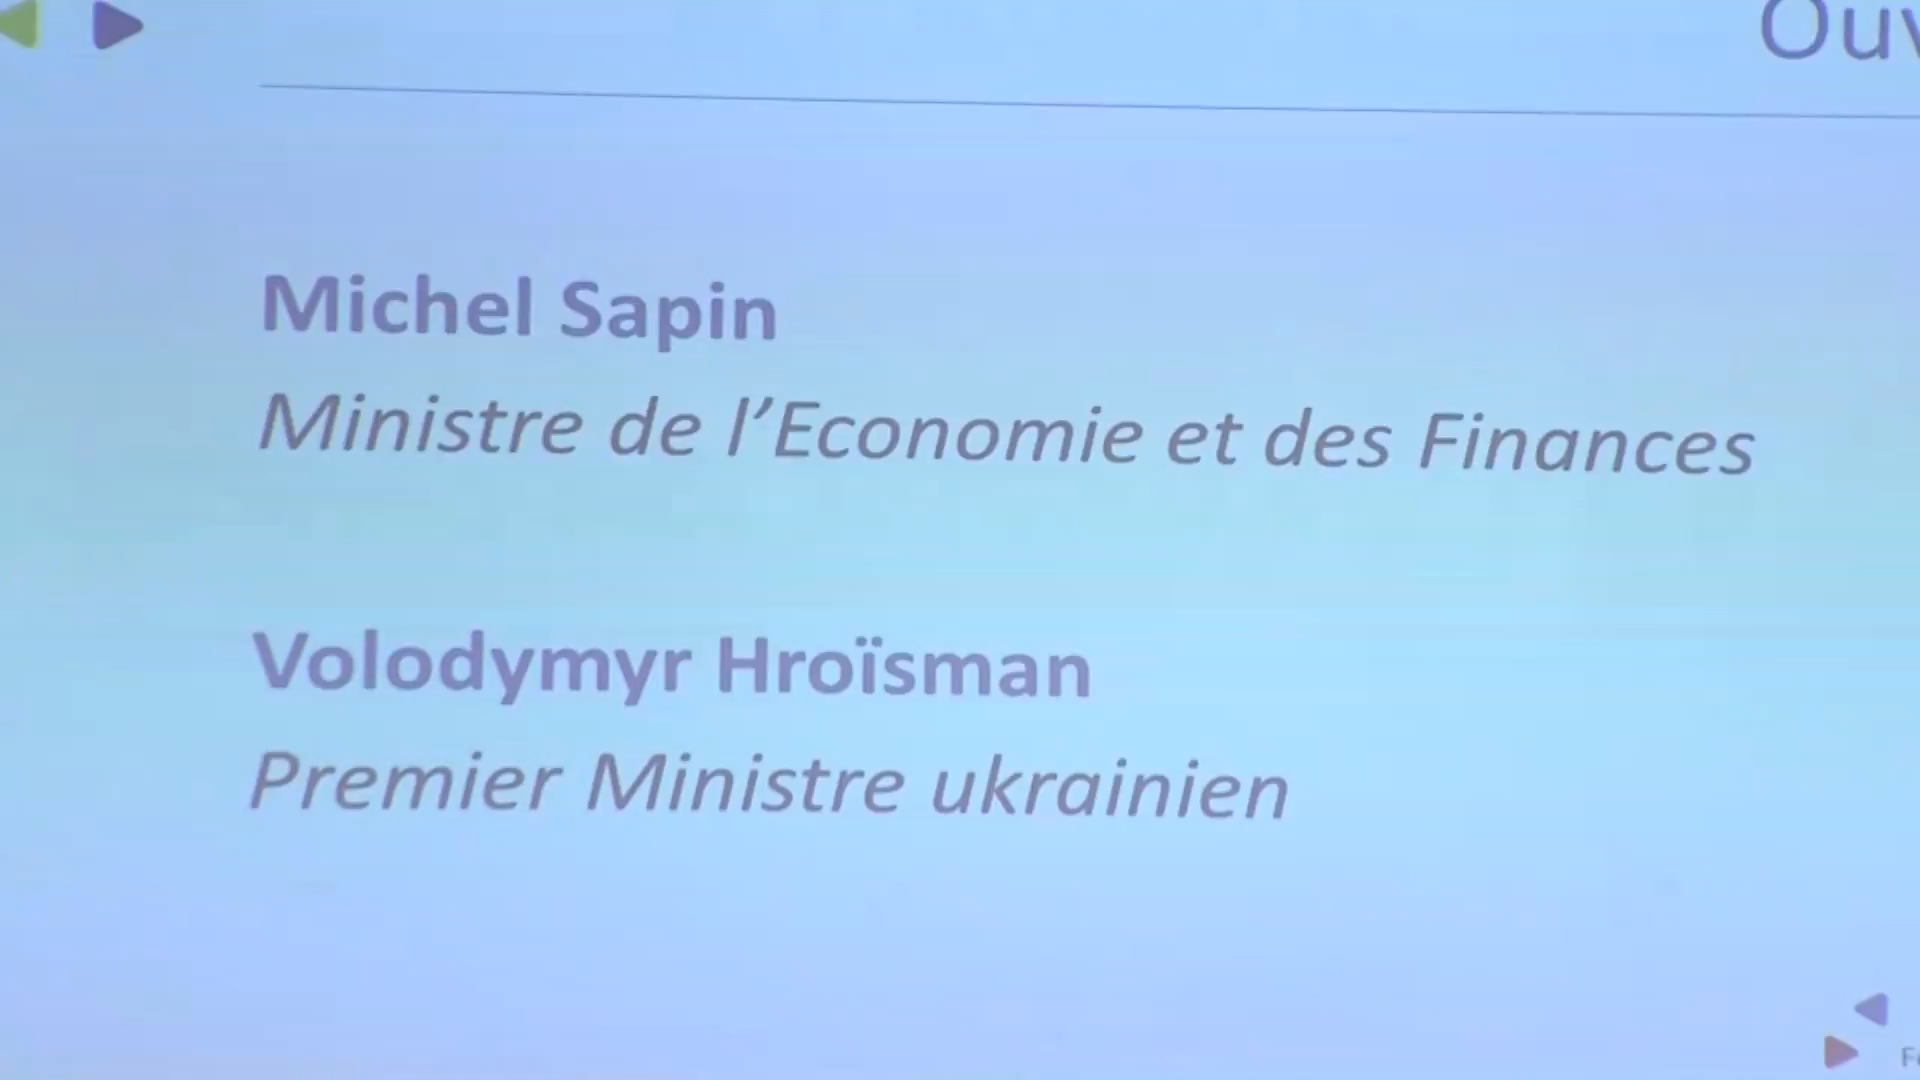 Michel Sapin
Ministre de l’Economie et des Finances
Volodymyr Hroïsman
Premier Ministre ukrainien